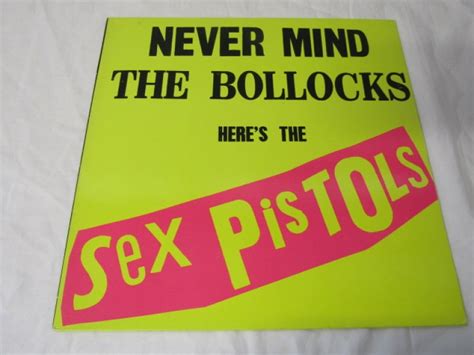 NEVER MIND
THE BOLLOCKS
HERE'S THE
Sex PiSTOLs